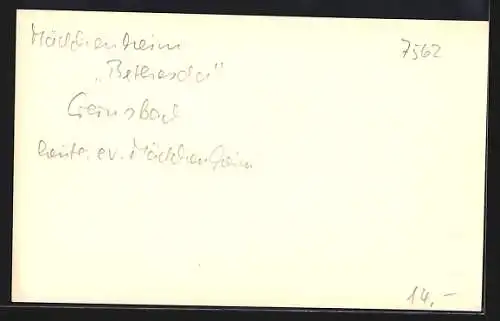 Mädchenheim 7562
„Bethesda"
Gernsbach
heute: ev. Mädchenheim
14,-